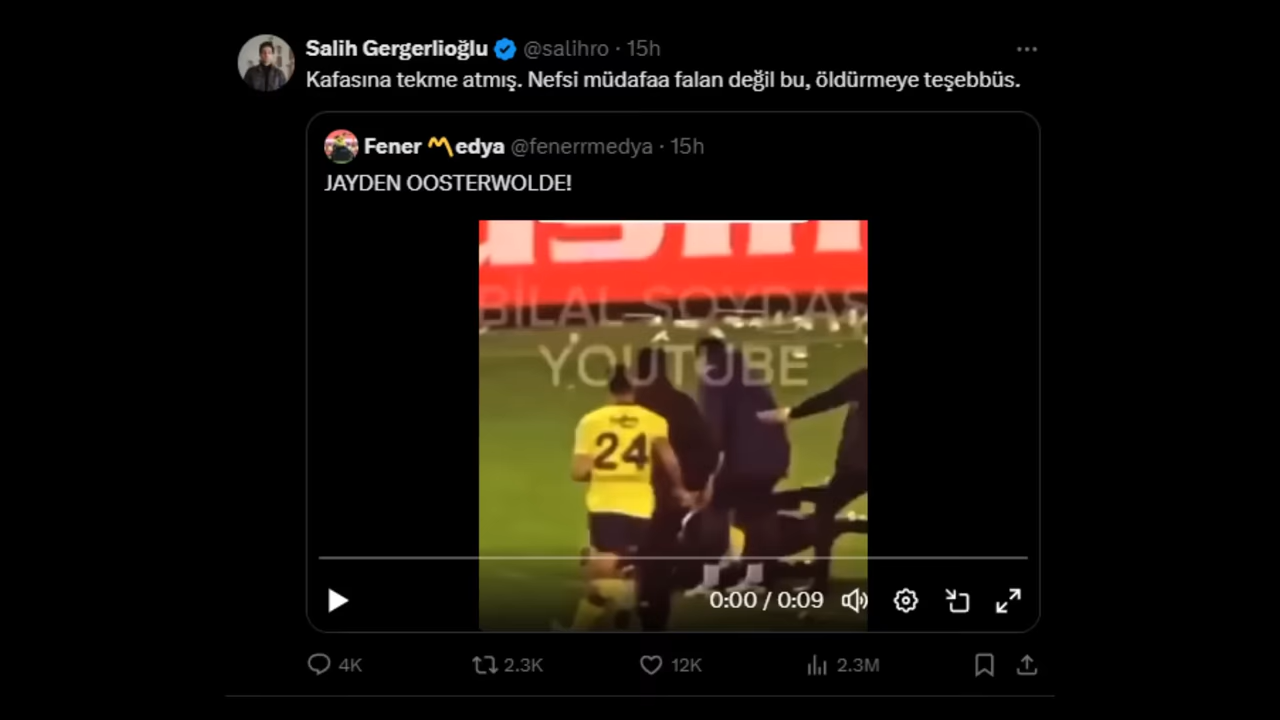 Salih Gergerlioğlu @salihro · 15h
Kafasına tekme atmış. Nefsi müdafaa falan değil bu, öldürmeye teşebbüs.
Fener Medya @fenerrmedya · 15h
JAYDEN OOSTERWOLDE!
BİLAL SOYDAŞ
YOUTUBE
24
0:00 / 0:09
4K 2.3K 12K 2.3M